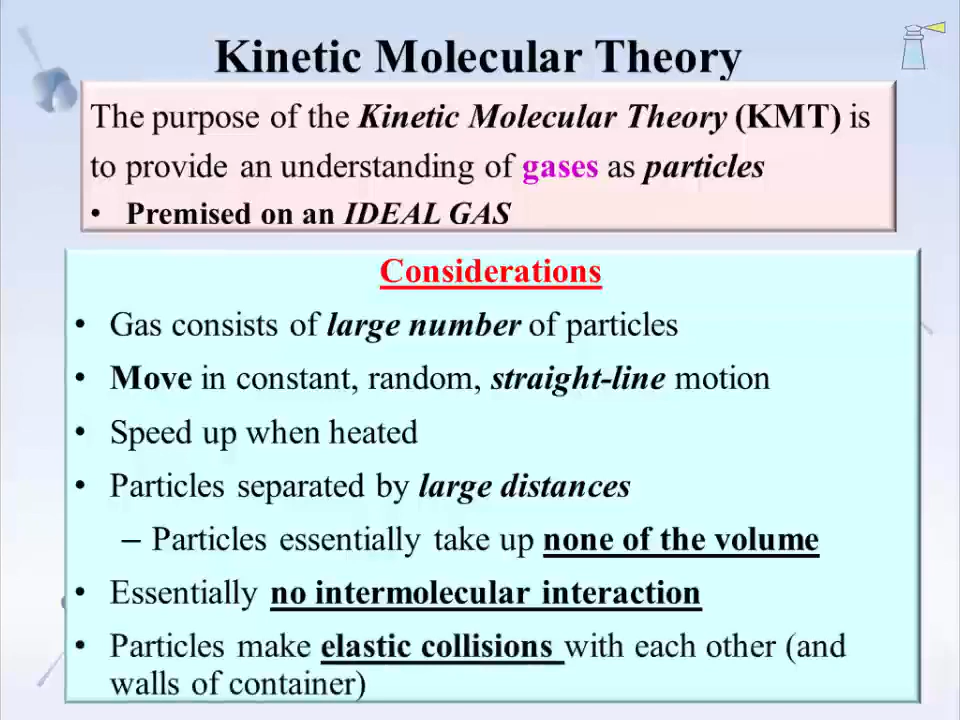 Kinetic Molecular Theory
The purpose of the Kinetic Molecular Theory (KMT) is
to provide an understanding of gases as particles
• Premised on an IDEAL GAS
Considerations
• Gas consists of large number of particles
• Move in constant, random, straight-line motion
• Speed up when heated
• Particles separated by large distances
– Particles essentially take up none of the volume
• Essentially no intermolecular interaction
• Particles make elastic collisions with each other (and
walls of container)